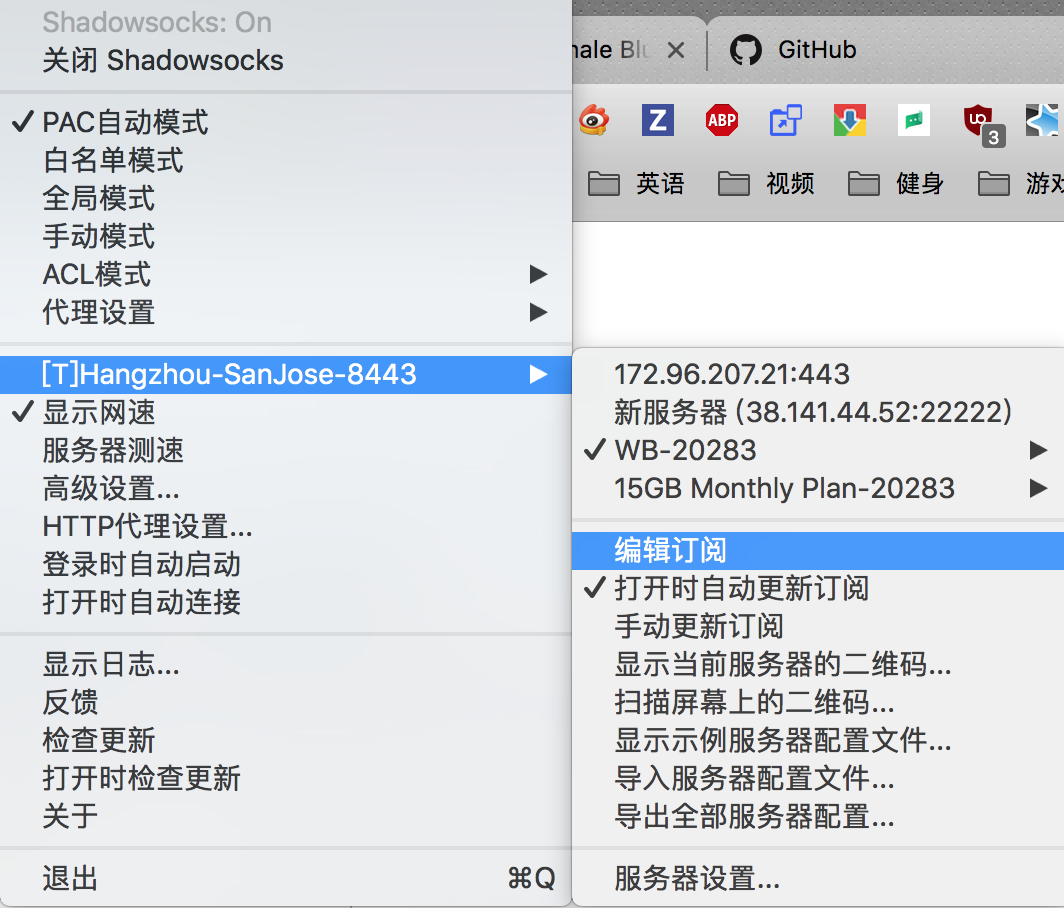 Shadowsocks: On
关闭 Shadowsocks
PAC自动模式
白名单模式
全局模式
手动模式
ACL模式
代理设置
[T]Hangzhou-SanJose-8443
显示网速
服务器测速
高级设置...
HTTP代理设置...
登录时自动启动
打开时自动连接
显示日志...
反馈
检查更新
打开时检查更新
关于
退出 ⌘Q
GitHub
Z ABP 3
英语 视频 健身
172.96.207.21:443
新服务器 (38.141.44.52:22222)
WB-20283
15GB Monthly Plan-20283
编辑订阅
打开时自动更新订阅
手动更新订阅
显示当前服务器的二维码...
扫描屏幕上的二维码...
显示示例服务器配置文件...
导入服务器配置文件...
导出全部服务器配置...
服务器设置...